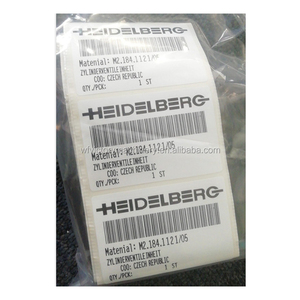 HEIDELBERG
Material: M2.184.1121/05
ZYLINDERVENTILEINHEIT
COO: CZECH REPUBLIC
QTY./PCK: 1 ST
HEIDELBERG
Material: M2.184.1121/05
ZYLINDERVENTILEINHEIT
COO: CZECH REPUBLIC
QTY./PCK: 1 ST
HEIDELBERG
Material: M2.184.1121/05
ZYLINDERVENTILEINHEIT
COO: CZECH REPUBLIC
QTY./PCK: 1 ST